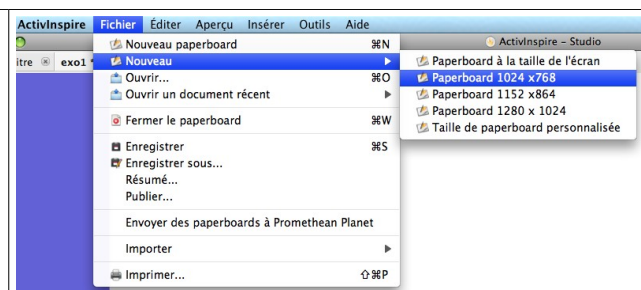 ActivInspire Fichier Éditer Aperçu Insérer Outils Aide
Nouveau paperboard ⌘N
ActivInspire – Studio
itre exo1
Nouveau
Paperboard à la taille de l'écran
Ouvrir... ⌘O
Paperboard 1024 x768
Ouvrir un document récent
Paperboard 1152 x864
Paperboard 1280 x 1024
Fermer le paperboard ⌘W
Taille de paperboard personnalisée
Enregistrer ⌘S
Enregistrer sous...
Résumé...
Publier...
Envoyer des paperboards à Promethean Planet
Importer
Imprimer... ⇧⌘P